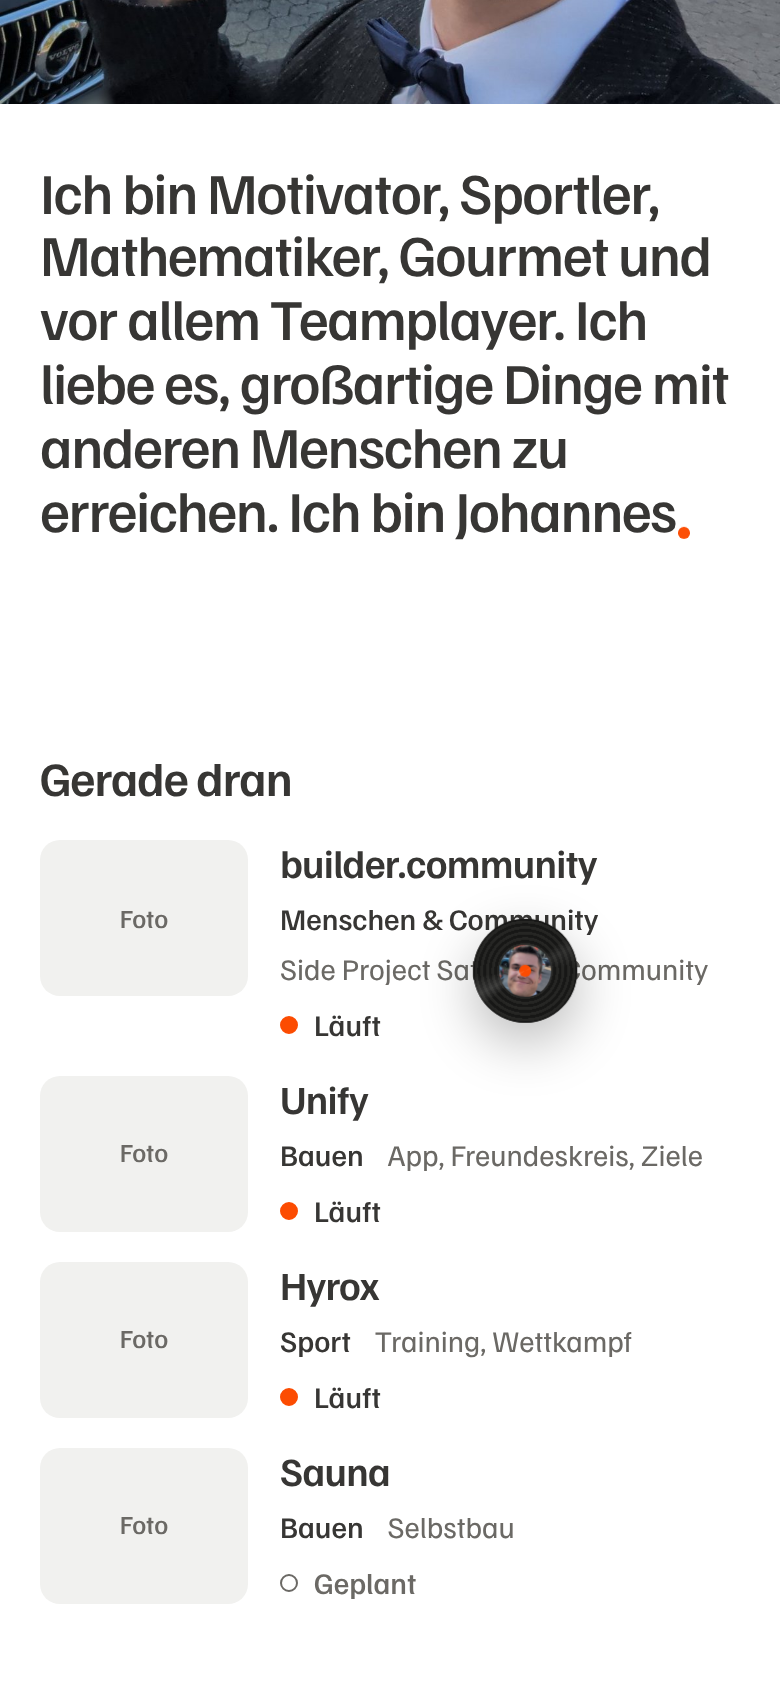 VOLVO
Ich bin Motivator, Sportler,
Mathematiker, Gourmet und
vor allem Teamplayer. Ich
liebe es, großartige Dinge mit
anderen Menschen zu
erreichen. Ich bin Johannes.
Gerade dran
Foto
builder.community
Menschen & Community
Side Project Community
Läuft
Foto
Unify
Bauen App, Freundeskreis, Ziele
Läuft
Foto
Hyrox
Sport Training, Wettkampf
Läuft
Foto
Sauna
Bauen Selbstbau
Geplant